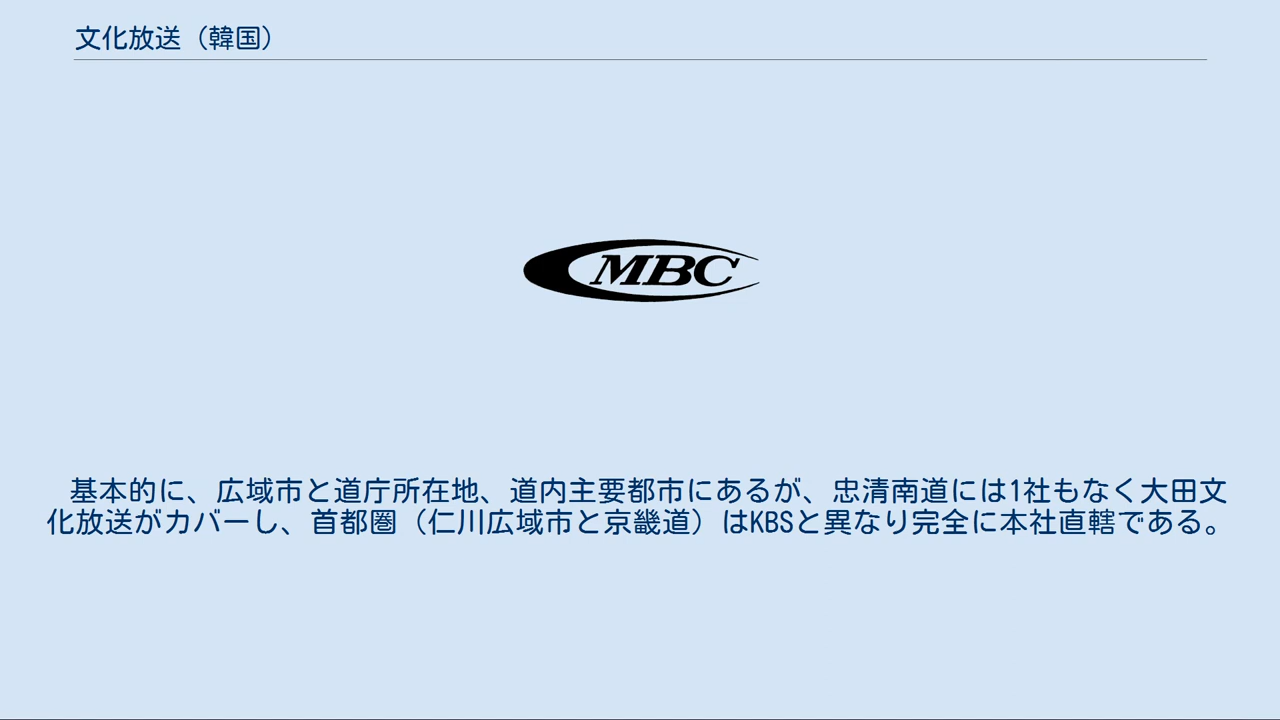 文化放送（韓国）
MBC
基本的に、広域市と道庁所在地、道内主要都市にあるが、忠清南道には1社もなく大田文
化放送がカバーし、首都圏（仁川広域市と京畿道）はKBSと異なり完全に本社直轄である。